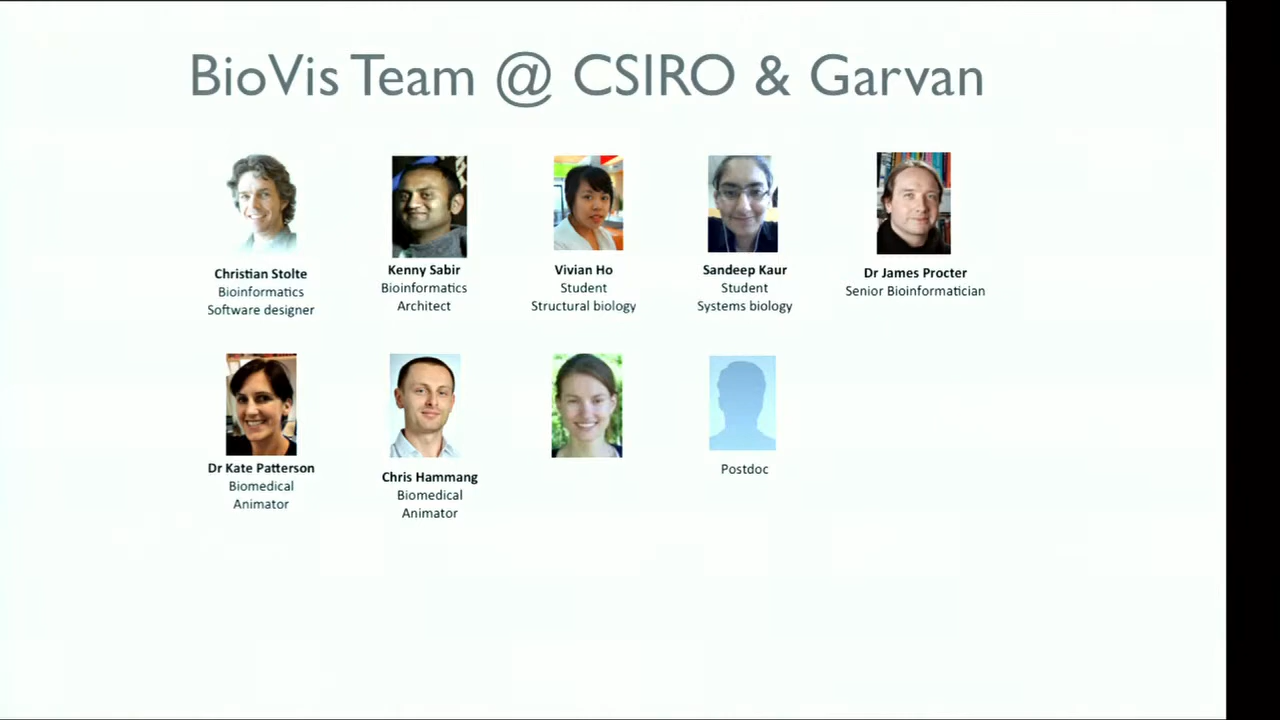 BioVis Team @ CSIRO & Garvan
Christian Stolte
Bioinformatics
Software designer
Kenny Sabir
Bioinformatics
Architect
Vivian Ho
Student
Structural biology
Sandeep Kaur
Student
Systems biology
Dr James Procter
Senior Bioinformatician
Dr Kate Patterson
Biomedical
Animator
Chris Hammang
Biomedical
Animator
Postdoc